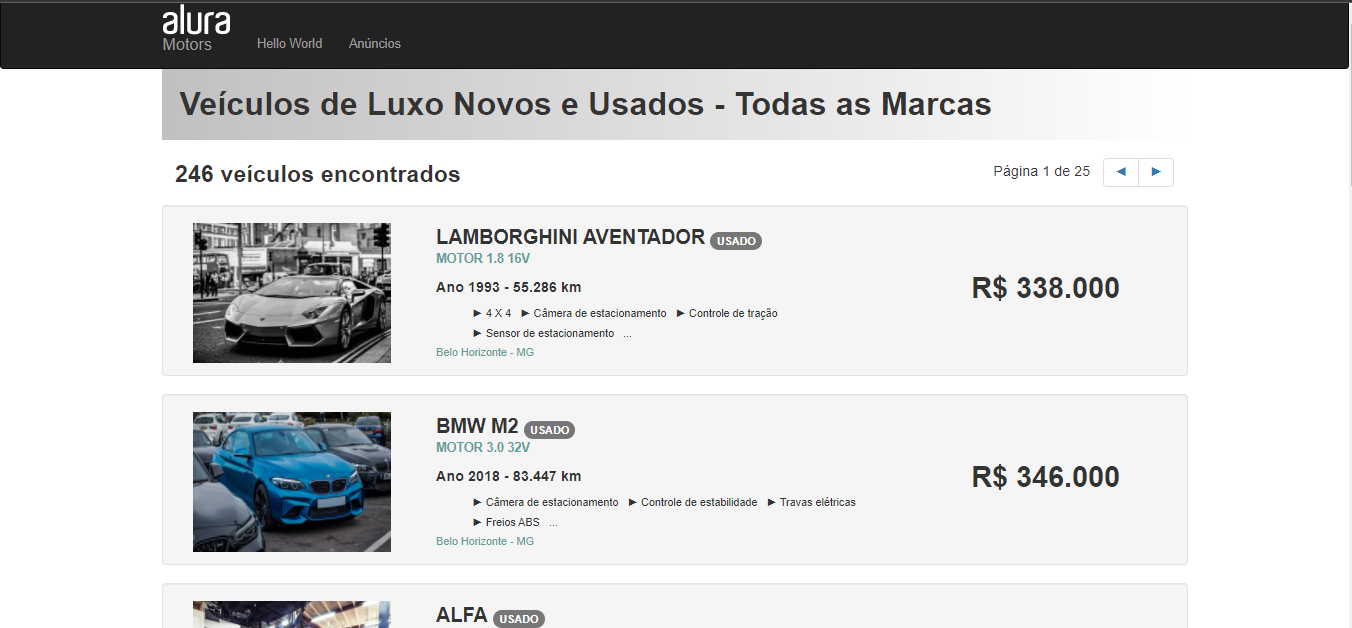 alura
Motors
Hello World
Anúncios
Veículos de Luxo Novos e Usados - Todas as Marcas
246 veículos encontrados
Página 1 de 25
◄ ►
LAMBORGHINI AVENTADOR USADO
MOTOR 1.8 16V
Ano 1993 - 55.286 km
► 4 X 4 ► Câmera de estacionamento ► Controle de tração
► Sensor de estacionamento ...
Belo Horizonte - MG
R$ 338.000
BMW M2 USADO
MOTOR 3.0 32V
Ano 2018 - 83.447 km
► Câmera de estacionamento ► Controle de estabilidade ► Travas elétricas
► Freios ABS ...
Belo Horizonte - MG
R$ 346.000
ALFA USADO